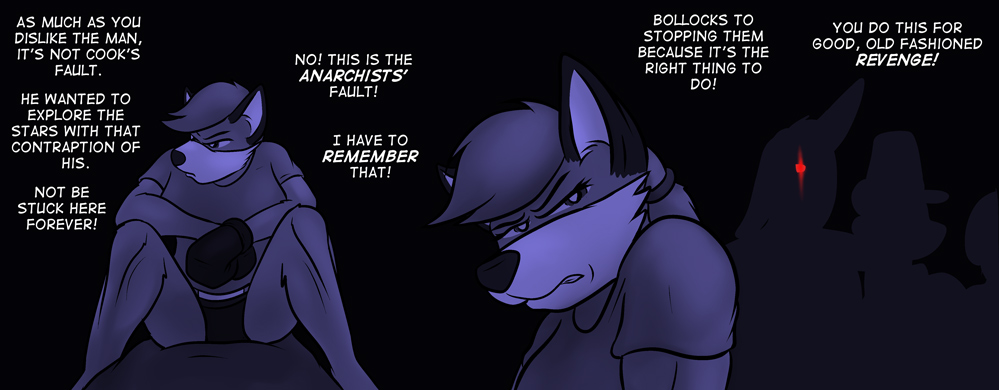 AS MUCH AS YOU
DISLIKE THE MAN,
IT'S NOT COOK'S
FAULT.
HE WANTED TO
EXPLORE THE
STARS WITH THAT
CONTRAPTION OF
HIS.
NOT BE
STUCK HERE
FOREVER!
NO! THIS IS THE
ANARCHISTS'
FAULT!
I HAVE TO
REMEMBER
THAT!
BOLLOCKS TO
STOPPING THEM
BECAUSE IT'S THE
RIGHT THING TO
DO!
YOU DO THIS FOR
GOOD, OLD FASHIONED
REVENGE!